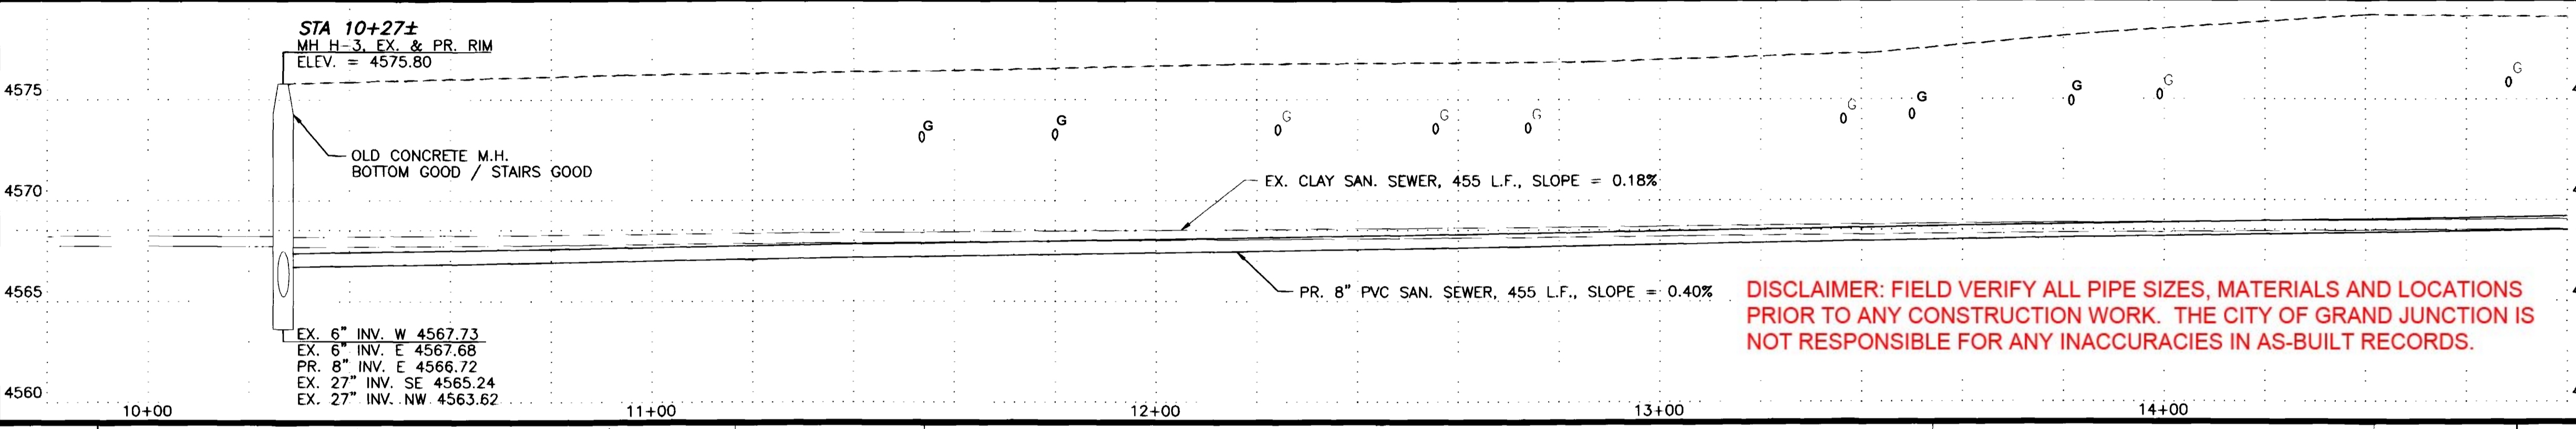 STA 10+27±
MH H-3, EX. & PR. RIM
ELEV. = 4575.80
4575
4570
4565
4560
OLD CONCRETE M.H.
BOTTOM GOOD / STAIRS GOOD
G
G
G
G
G
G
G
G
G
G
EX. CLAY SAN. SEWER, 455 L.F., SLOPE = 0.18%
PR. 8" PVC SAN. SEWER, 455 L.F., SLOPE = 0.40%
EX. 6" INV. W 4567.73
EX. 6" INV. E 4567.68
PR. 8" INV. E 4566.72
EX. 27" INV. SE 4565.24
EX. 27" INV. NW 4563.62
DISCLAIMER: FIELD VERIFY ALL PIPE SIZES, MATERIALS AND LOCATIONS
PRIOR TO ANY CONSTRUCTION WORK. THE CITY OF GRAND JUNCTION IS
NOT RESPONSIBLE FOR ANY INACCURACIES IN AS-BUILT RECORDS.
10+00
11+00
12+00
13+00
14+00